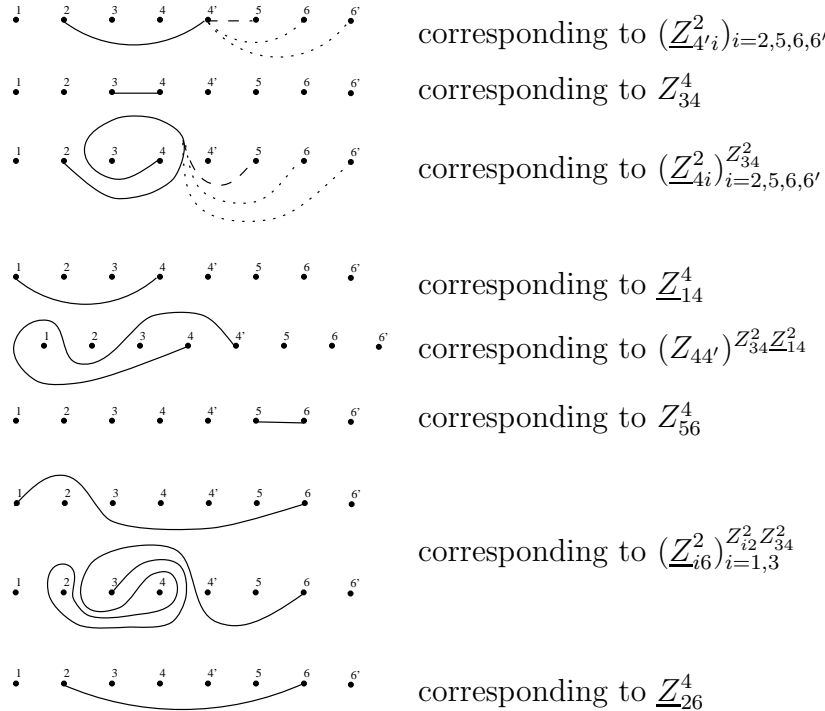 1 2 3 4 4' 5 6 6'
corresponding to $(\underline{Z}^2_{4'i})_{i=2,5,6,6'}$
1 2 3 4 4' 5 6 6'
corresponding to $Z^4_{34}$
1 2 3 4 4' 5 6 6'
corresponding to $(\underline{Z}^2_{4i})^{Z^2_{34}}_{i=2,5,6,6'}$
1 2 3 4 4' 5 6 6'
corresponding to $\underline{Z}^4_{14}$
1 2 3 4 4' 5 6 6'
corresponding to $(Z_{44'})^{Z^2_{34}\underline{Z}^2_{14}}$
1 2 3 4 4' 5 6 6'
corresponding to $Z^4_{56}$
1 2 3 4 4' 5 6 6'
corresponding to $(\underline{Z}^2_{i6})^{Z^2_{i2}Z^2_{34}}_{i=1,3}$
1 2 3 4 4' 5 6 6'
1 2 3 4 4' 5 6 6'
corresponding to $\underline{Z}^4_{26}$